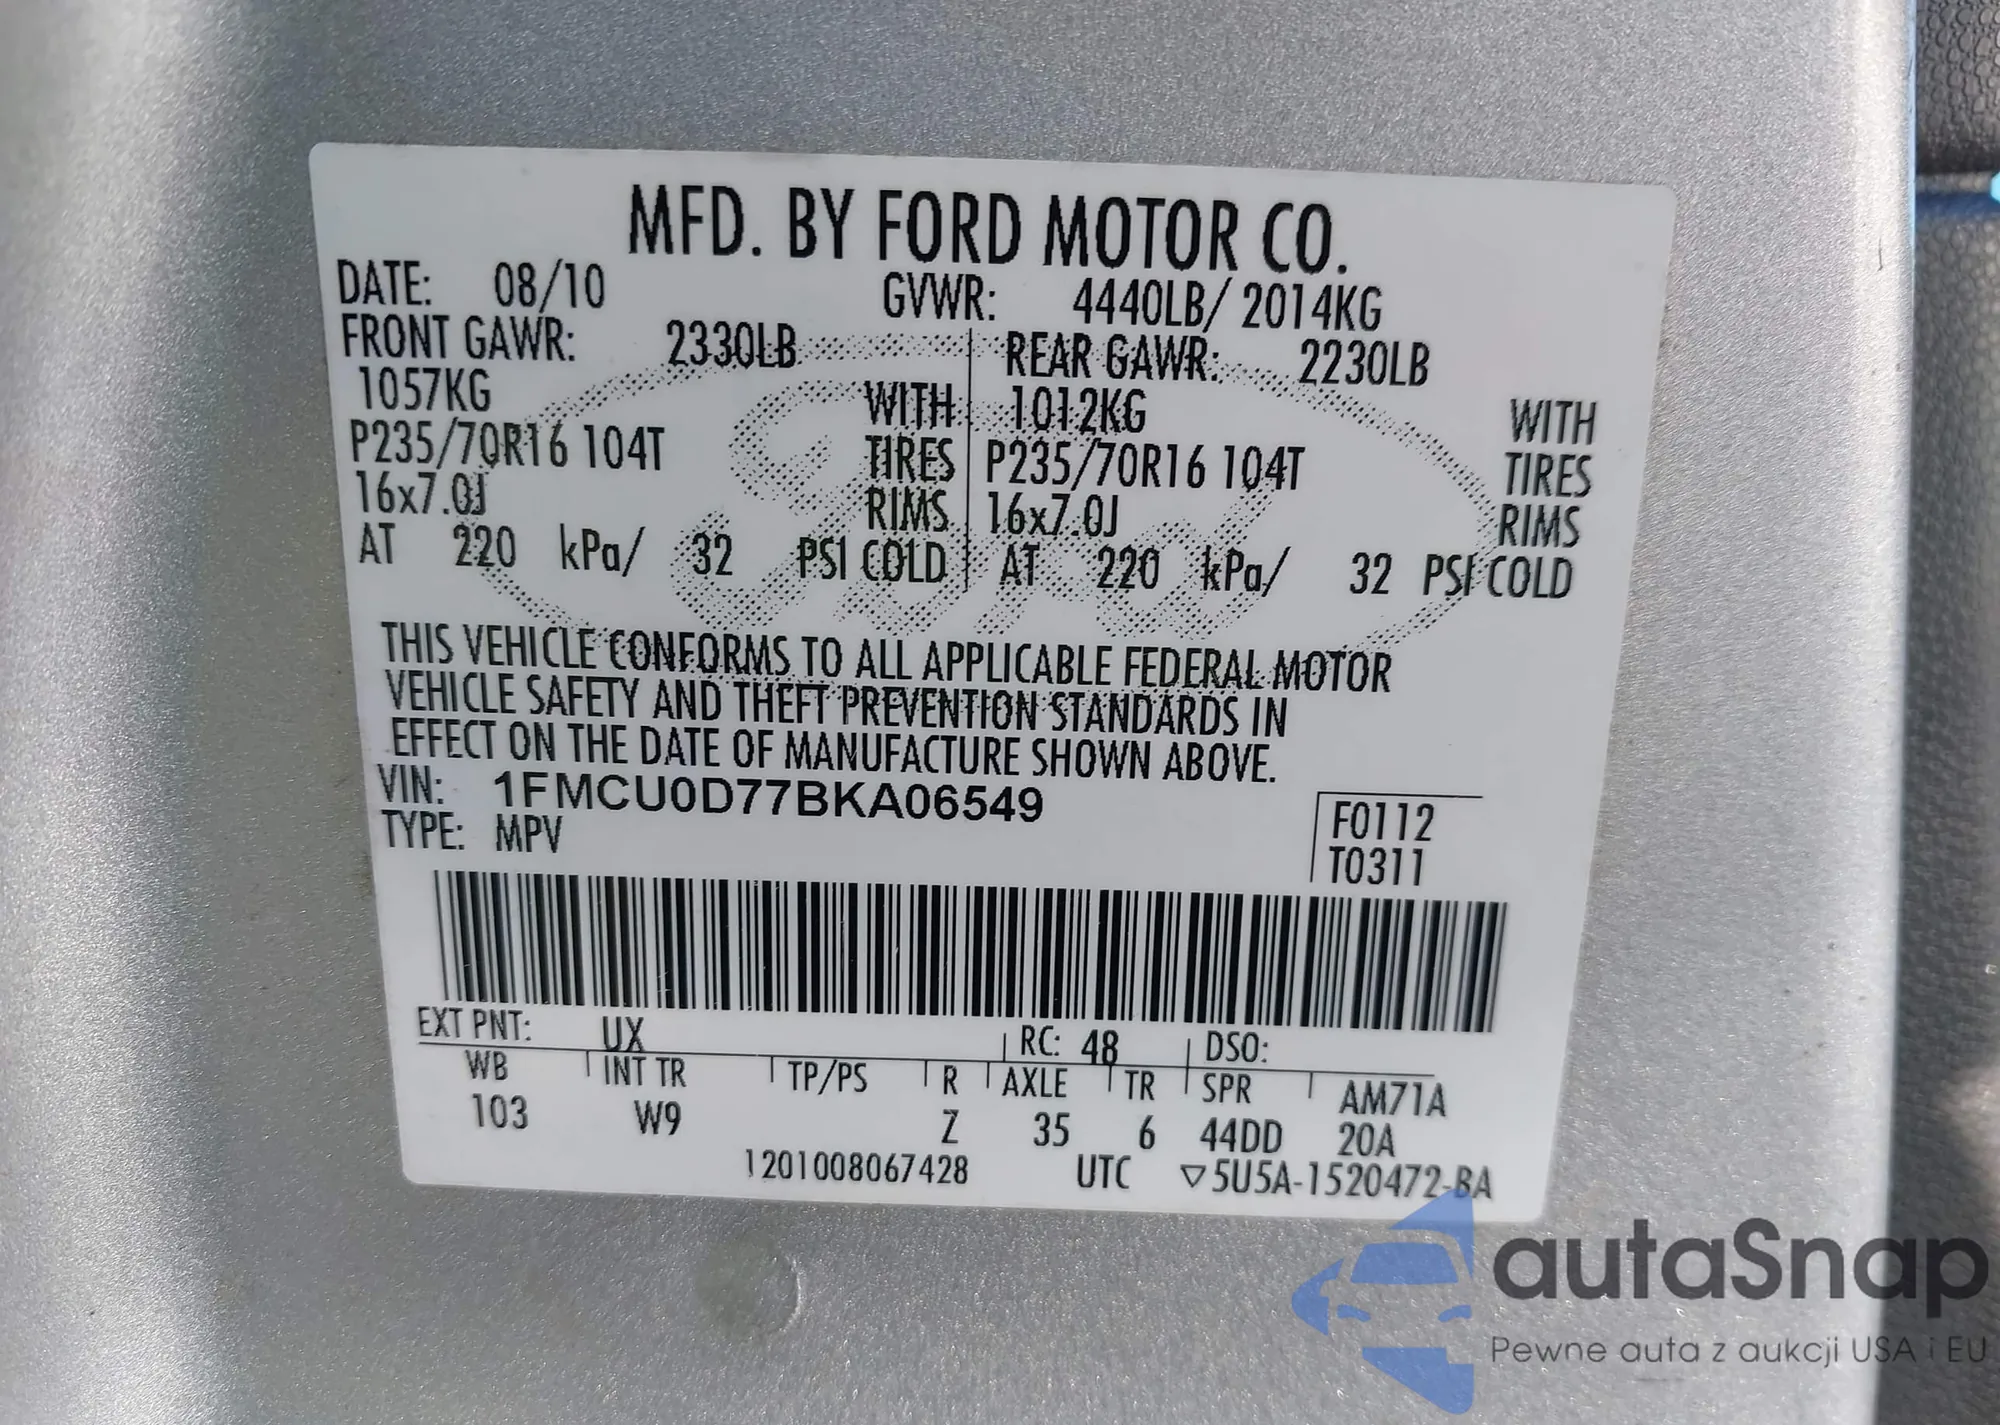 MFD. BY FORD MOTOR CO.
DATE: 08/10 GVWR: 4440LB/ 2014KG
FRONT GAWR: 2330LB REAR GAWR: 2230LB
1057KG WITH 1012KG WITH
P235/70R16 104T TIRES P235/70R16 104T TIRES
16x7.0J RIMS 16x7.0J RIMS
AT 220 kPa/ 32 PSI COLD AT 220 kPa/ 32 PSI COLD
THIS VEHICLE CONFORMS TO ALL APPLICABLE FEDERAL MOTOR
VEHICLE SAFETY AND THEFT PREVENTION STANDARDS IN
EFFECT ON THE DATE OF MANUFACTURE SHOWN ABOVE.
VIN: 1FMCU0D77BKA06549
TYPE: MPV
F0112
T0311
EXT PNT: UX RC: 48 DSO:
WB INT TR TP/PS R AXLE TR SPR AM71A
103 W9 Z 35 6 44DD 20A
1201008067428 UTC ▽5U5A-1520472-BA
autaSnap
Pewne auta z aukcji USA i EU